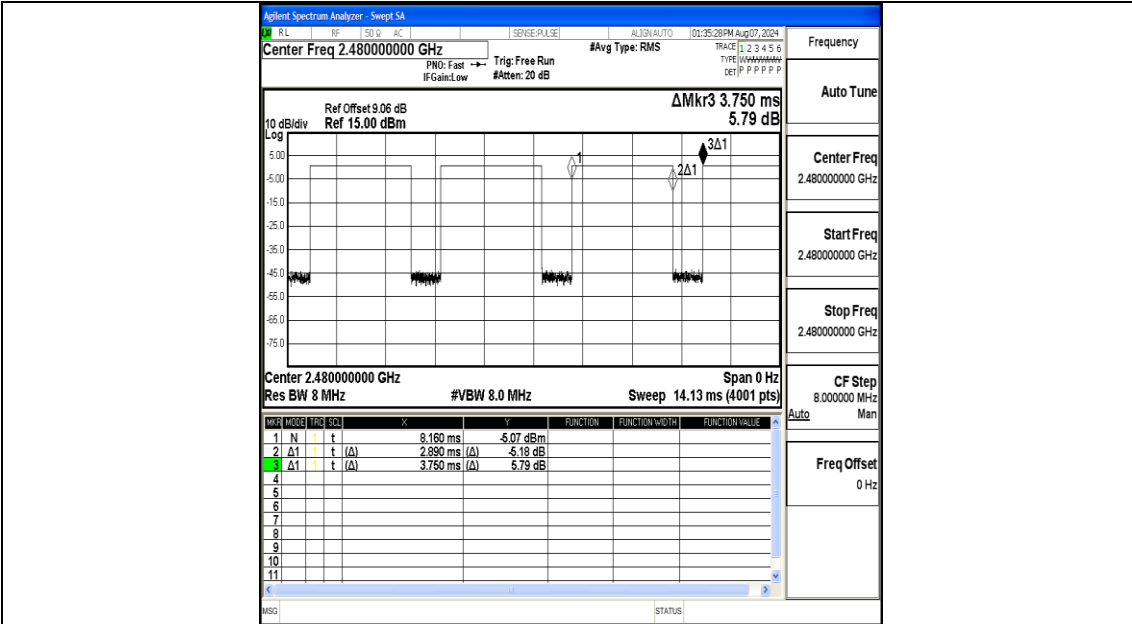 Agilent Spectrum Analyzer - Swept SA
RL RF 50 Ω AC SENSE:PULSE ALIGN AUTO 01:35:28 PM Aug 07, 2024
Center Freq 2.480000000 GHz
PNO: Fast
IFGain:Low
Trig: Free Run
#Atten: 20 dB
#Avg Type: RMS
TRACE 1 2 3 4 5 6
TYPE
DET P P P P P P
Frequency
Auto Tune
Center Freq
2.480000000 GHz
Start Freq
2.480000000 GHz
Stop Freq
2.480000000 GHz
CF Step
8.000000 MHz
Auto Man
Freq Offset
0 Hz
Ref Offset 9.06 dB
10 dB/div Ref 15.00 dBm
Log
ΔMkr3 3.750 ms
5.79 dB
5.00
-5.00
-15.0
-25.0
-35.0
-45.0
-55.0
-65.0
-75.0
1
2Δ1
3Δ1
Center 2.480000000 GHz Span 0 Hz
Res BW 8 MHz #VBW 8.0 MHz Sweep 14.13 ms (4001 pts)
MKR MODE TRC SCL X Y FUNCTION FUNCTION WIDTH FUNCTION VALUE
1 N 1 t 8.160 ms -5.07 dBm
2 Δ1 1 t (Δ) 2.890 ms (Δ) -5.18 dB
3 Δ1 1 t (Δ) 3.750 ms (Δ) 5.79 dB
4
5
6
7
8
9
10
11
MSG STATUS